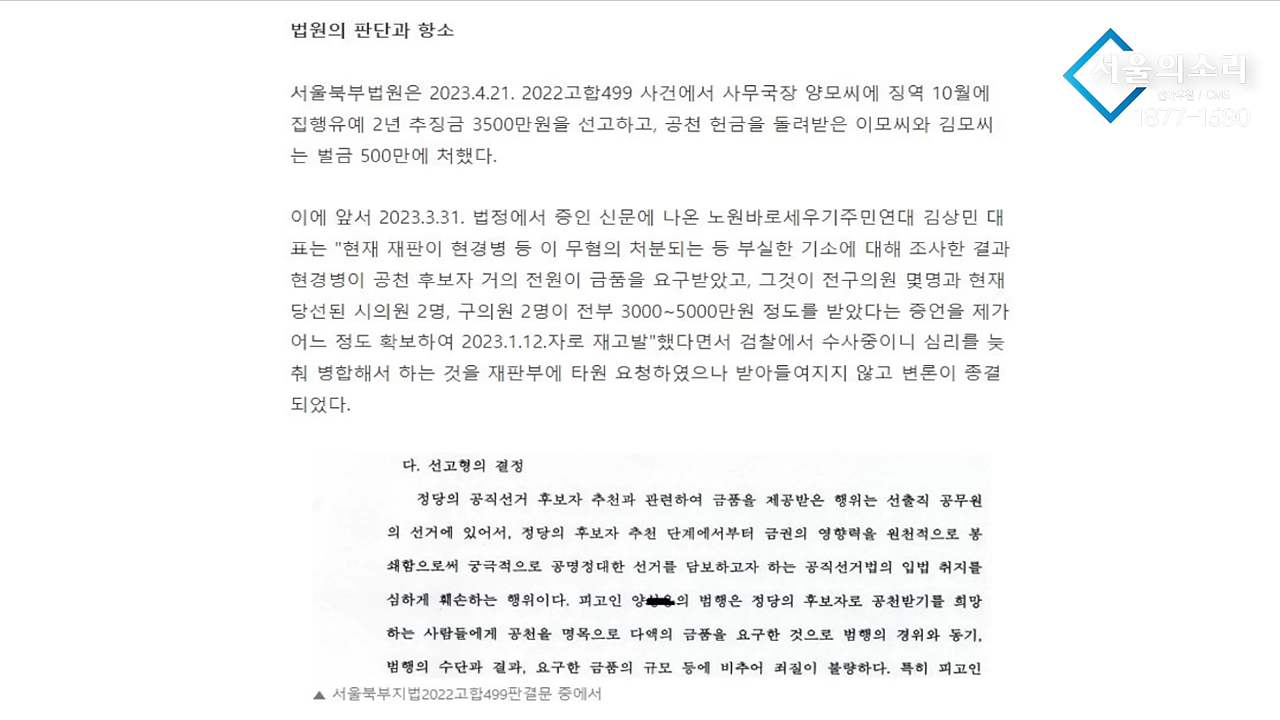 법원의 판단과 항소
서울의소리
1877-1590
서울북부법원은 2023.4.21. 2022고합499 사건에서 사무국장 양모씨에 징역 10월에
집행유예 2년 추징금 3500만원을 선고하고, 공천 헌금을 돌려받은 이모씨와 김모씨
는 벌금 500만에 처했다.
이에 앞서 2023.3.31. 법정에서 증인 신문에 나온 노원바로세우기주민연대 김상민 대
표는 "현재 재판이 현경병 등 이 무혐의 처분되는 등 부실한 기소에 대해 조사한 결과
현경병이 공천 후보자 거의 전원이 금품을 요구받았고, 그것이 전구의원 몇명과 현재
당선된 시의원 2명, 구의원 2명이 전부 3000~5000만원 정도를 받았다는 증언을 제가
어느 정도 확보하여 2023.1.12.자로 재고발"했다면서 검찰에서 수사중이니 심리를 늦
춰 병합해서 하는 것을 재판부에 타원 요청하였으나 받아들여지지 않고 변론이 종결
되었다.
다. 선고형의 결정
정당의 공직선거 후보자 추천과 관련하여 금품을 제공받은 행위는 선출직 공무원
의 선거에 있어서, 정당의 후보자 추천 단계에서부터 금권의 영향력을 원천적으로 봉
쇄함으로써 궁극적으로 공명정대한 선거를 담보하고자 하는 공직선거법의 입법 취지를
심하게 훼손하는 행위이다. 피고인 양의 범행은 정당의 후보자로 공천받기를 희망
하는 사람들에게 공천을 명목으로 다액의 금품을 요구한 것으로 범행의 경위와 동기,
범행의 수단과 결과, 요구한 금품의 규모 등에 비추어 죄질이 불량하다. 특히 피고인
▲ 서울북부지법2022고합499판결문 중에서